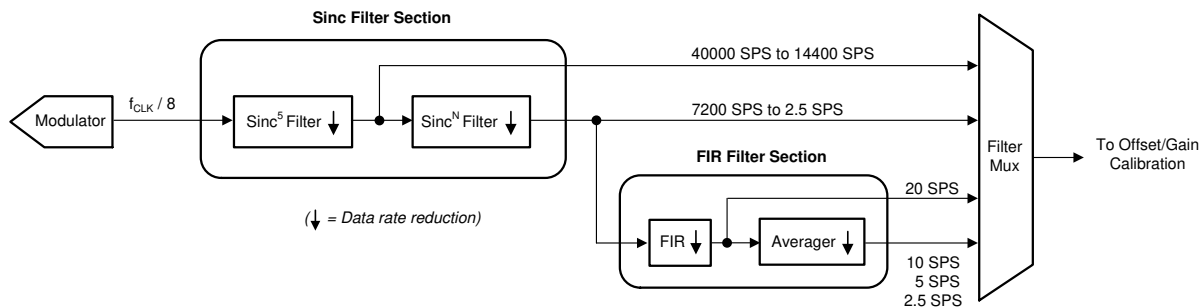 Sinc Filter Section
40000 SPS to 14400 SPS
Modulator
fCLK / 8
Sinc⁵ Filter
Sincᴺ Filter
7200 SPS to 2.5 SPS
Filter
Mux
To Offset/Gain
Calibration
FIR Filter Section
20 SPS
(↓ = Data rate reduction)
FIR
Averager
10 SPS
5 SPS
2.5 SPS